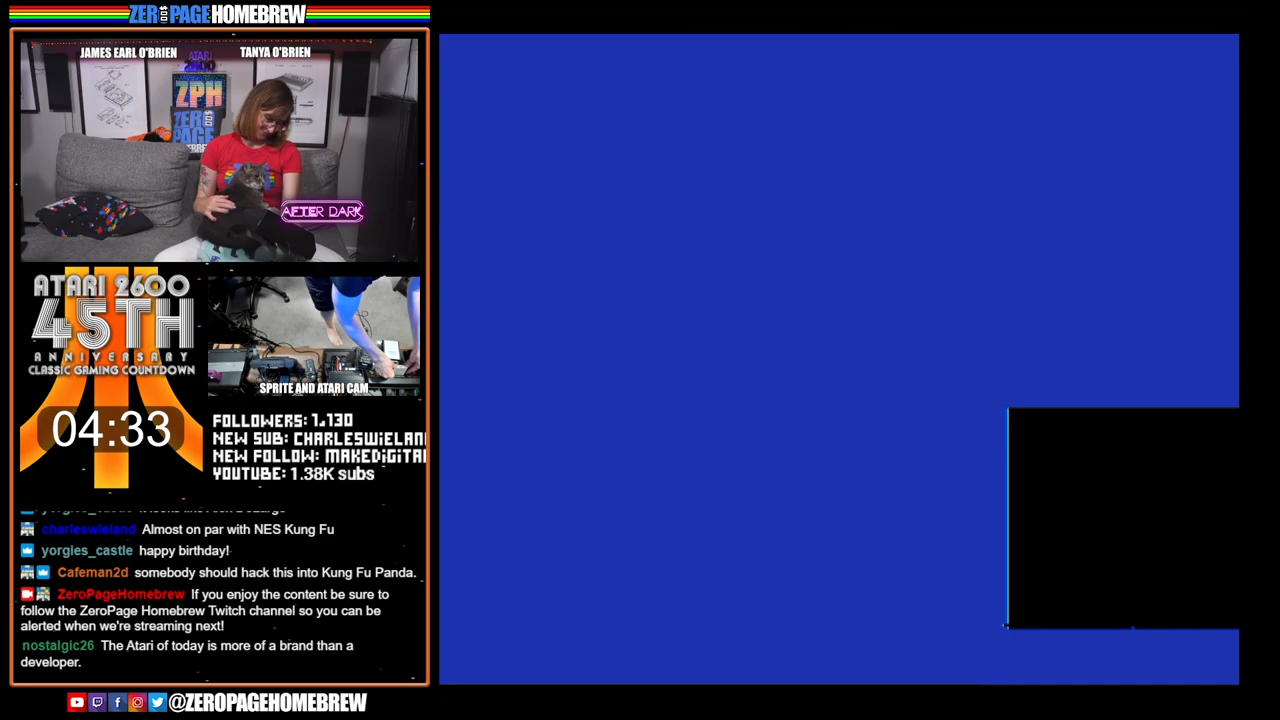 ZEROPAGE HOMEBREW
JAMES EARL O'BRIEN
TANYA O'BRIEN
ATARI
ZPH
ZERO
PAGE
AFTER DARK
ATARI 2600
45TH
ANNIVERSARY
CLASSIC GAMING COUNTDOWN
04:33
SPRITE AND ATARI CAM
FOLLOWERS: 1,130
NEW SUB: CHARLESWIELAN
NEW FOLLOW: MAKEDIGITA
YOUTUBE: 1.38K subs
charleswieland Almost on par with NES Kung Fu
yorgies_castle happy birthday!
Cafeman2d somebody should hack this into Kung Fu Panda.
ZeroPageHomebrew If you enjoy the content be sure to
follow the ZeroPage Homebrew Twitch channel so you can be
alerted when we're streaming next!
nostalgic26 The Atari of today is more of a brand than a
developer.
@ZEROPAGEHOMEBREW